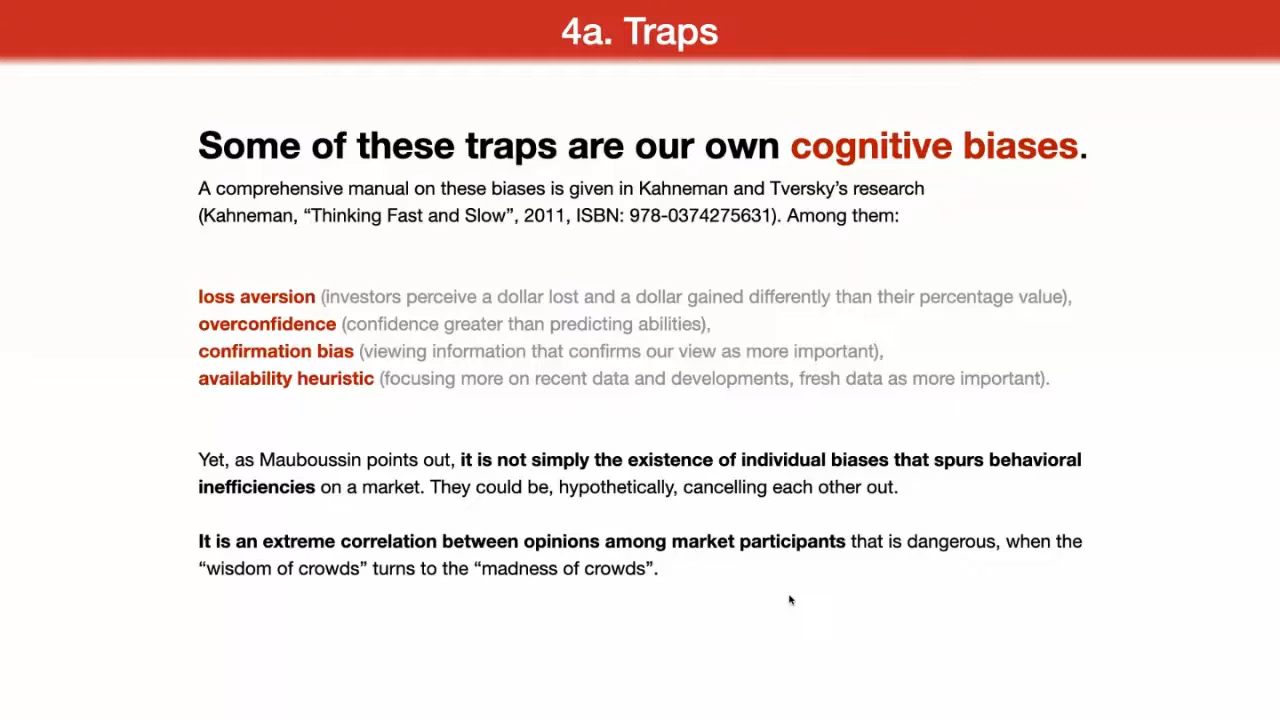 4a. Traps
Some of these traps are our own cognitive biases.
A comprehensive manual on these biases is given in Kahneman and Tversky’s research
(Kahneman, “Thinking Fast and Slow”, 2011, ISBN: 978-0374275631). Among them:
loss aversion (investors perceive a dollar lost and a dollar gained differently than their percentage value),
overconfidence (confidence greater than predicting abilities),
confirmation bias (viewing information that confirms our view as more important),
availability heuristic (focusing more on recent data and developments, fresh data as more important).
Yet, as Mauboussin points out, it is not simply the existence of individual biases that spurs behavioral
inefficiencies on a market. They could be, hypothetically, cancelling each other out.
It is an extreme correlation between opinions among market participants that is dangerous, when the
“wisdom of crowds” turns to the “madness of crowds”.